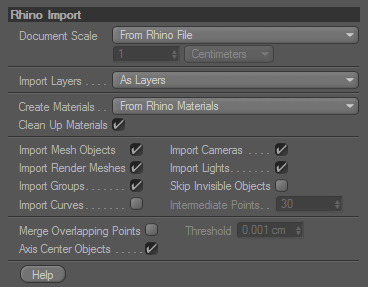 Rhino Import
Document Scale From Rhino File
1 Centimeters
Import Layers . . . . As Layers
Create Materials . . From Rhino Materials
Clean Up Materials
Import Mesh Objects Import Cameras . . . .
Import Render Meshes Import Lights. . . . . . .
Import Groups. . . . . . . Skip Invisible Objects
Import Curves. . . . . . . Intermediate Points. . 30
Merge Overlapping Points Threshold 0.001 cm
Axis Center Objects . . . . .
Help